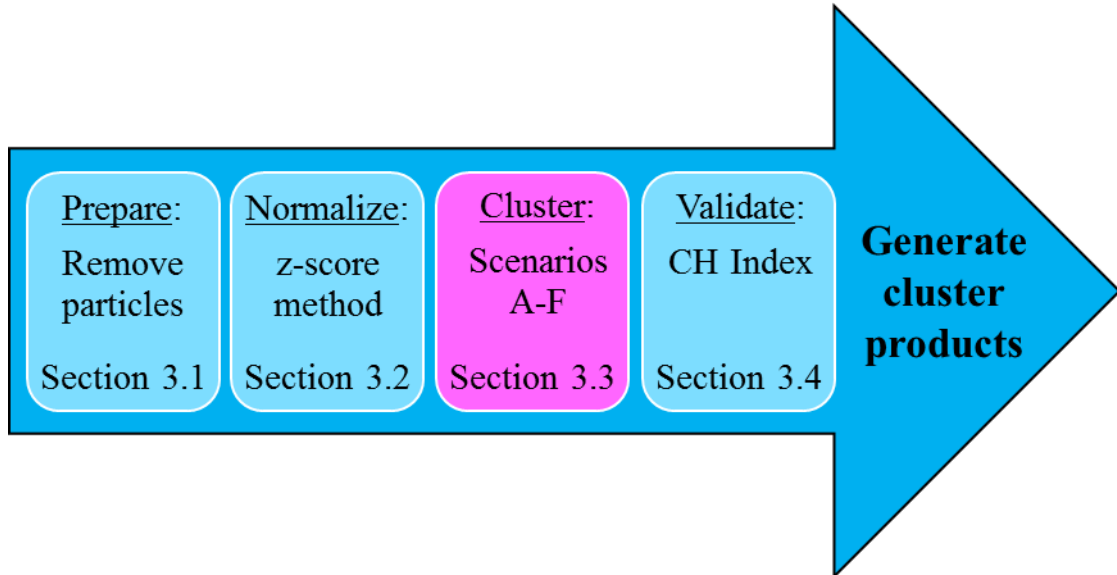 Prepare:
Remove
particles
Section 3.1
Normalize:
z-score
method
Section 3.2
Cluster:
Scenarios
A-F
Section 3.3
Validate:
CH Index
Section 3.4
Generate
cluster
products